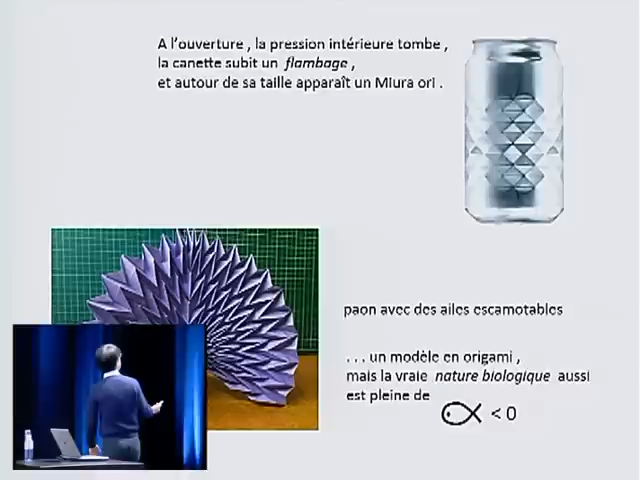 A l'ouverture , la pression intérieure tombe ,
la canette subit un flambage ,
et autour de sa taille apparaît un Miura ori .
paon avec des ailes escamotables
. . . un modèle en origami ,
mais la vraie nature biologique aussi
est pleine de
< 0